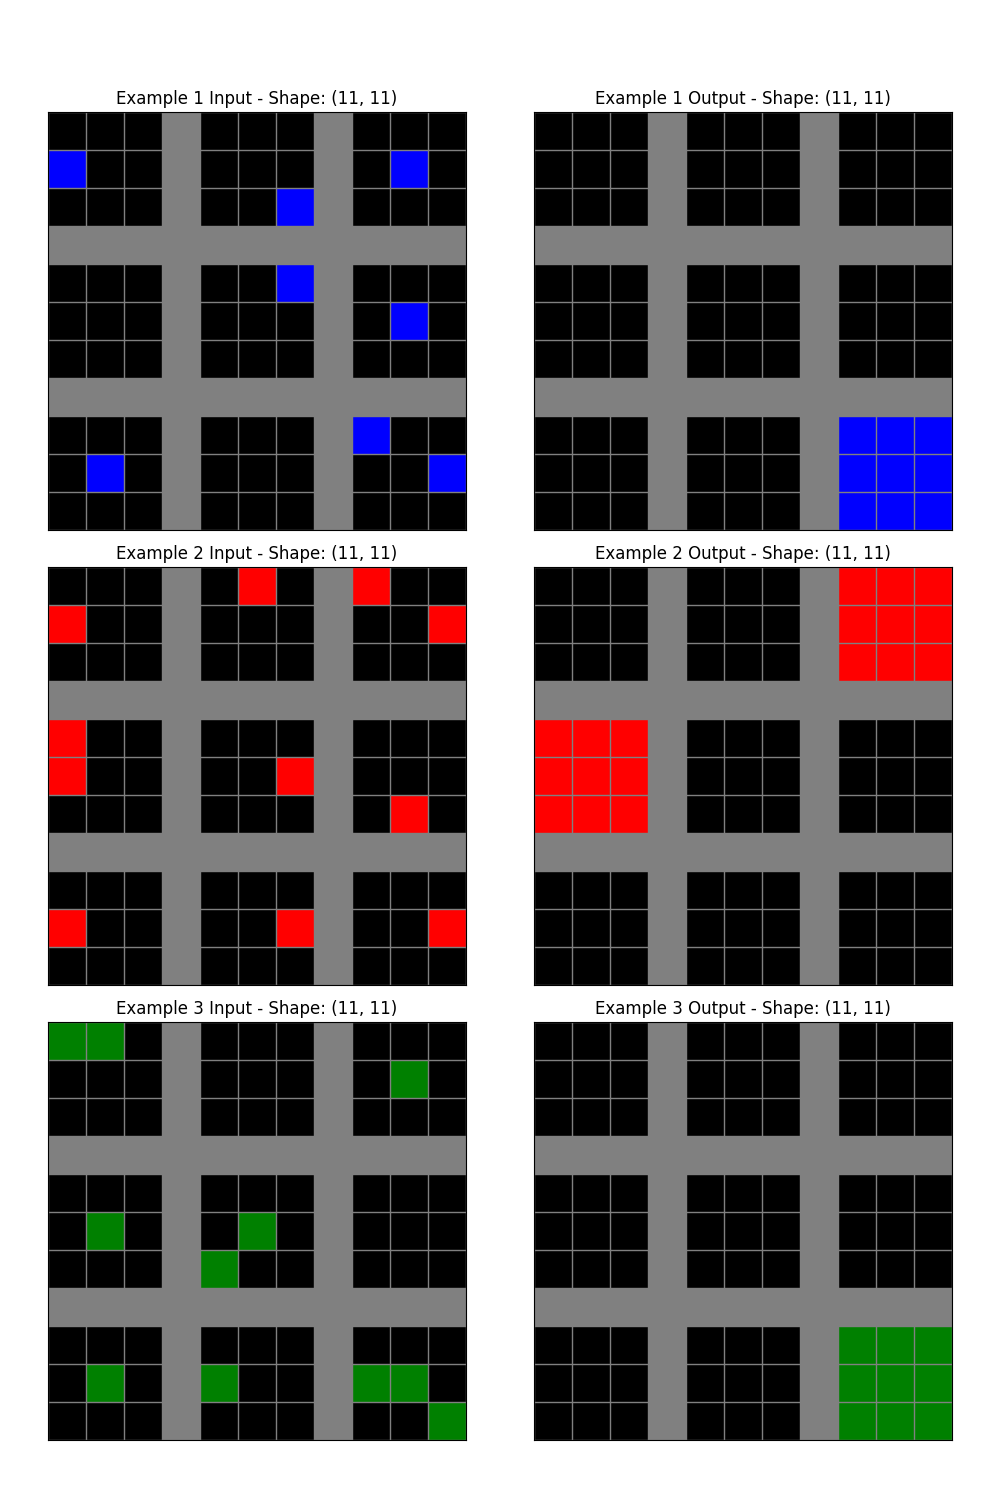 Example 1 Input - Shape: (11, 11)
Example 1 Output - Shape: (11, 11)
Example 2 Input - Shape: (11, 11)
Example 2 Output - Shape: (11, 11)
Example 3 Input - Shape: (11, 11)
Example 3 Output - Shape: (11, 11)